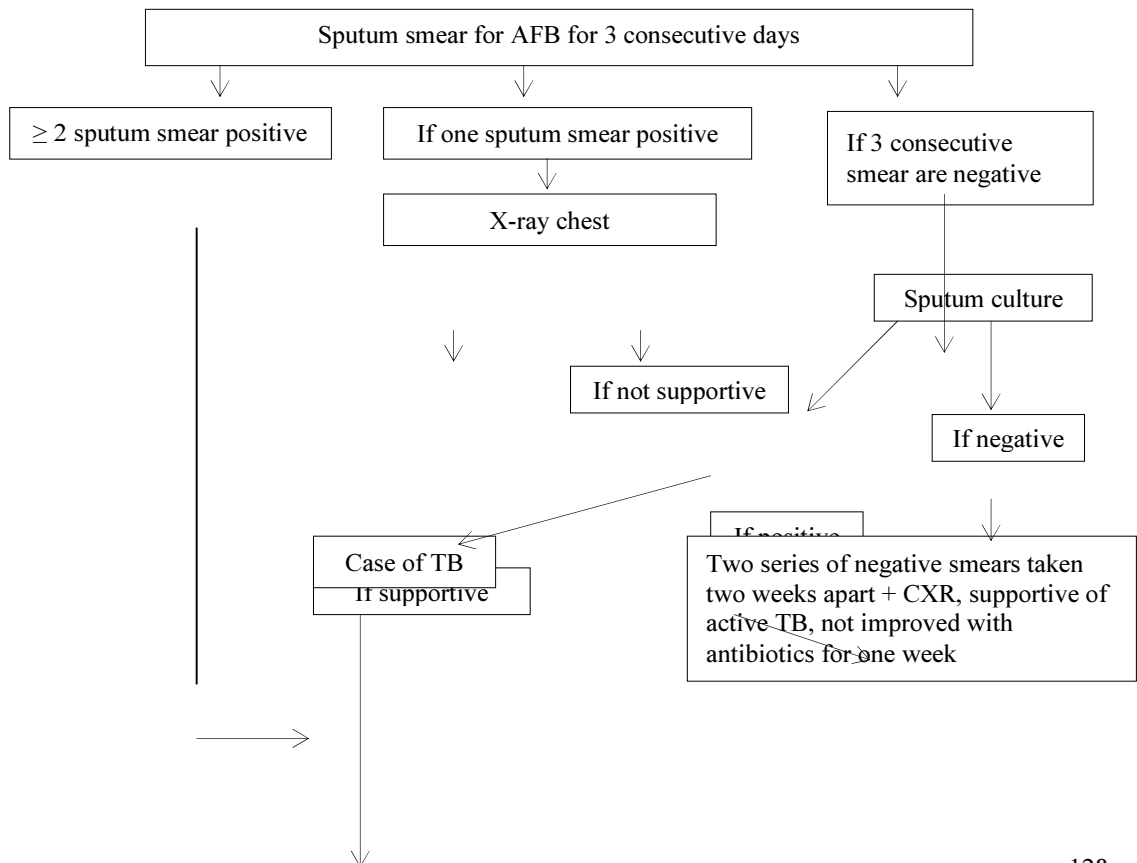 Sputum smear for AFB for 3 consecutive days
≥ 2 sputum smear positive
If one sputum smear positive
If 3 consecutive
smear are negative
X-ray chest
Sputum culture
If not supportive
If negative
If positive
Case of TB
If supportive
Two series of negative smears taken
two weeks apart + CXR, supportive of
active TB, not improved with
antibiotics for one week